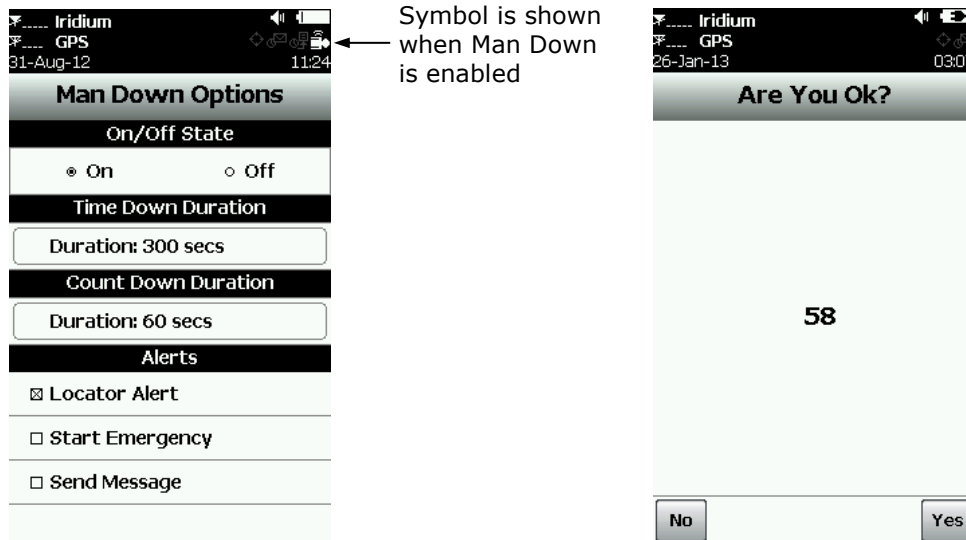 Iridium
GPS
31-Aug-12 11:24
Man Down Options
On/Off State
On Off
Time Down Duration
Duration: 300 secs
Count Down Duration
Duration: 60 secs
Alerts
Locator Alert
Start Emergency
Send Message
Symbol is shown
when Man Down
is enabled
Iridium
GPS
26-Jan-13 03:0
Are You Ok?
58
No Yes